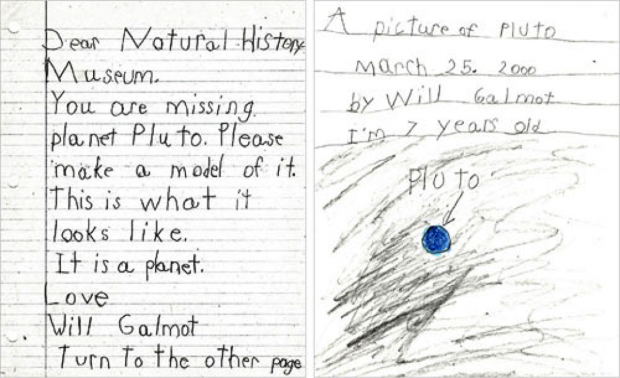 Dear Natural History
Museum.
You are missing
planet Pluto. Please
make a model of it.
This is what it
looks like.
It is a planet.
Love
Will Galmot
Turn to the other page
A picture of Pluto
March 25. 2000
by Will Galmot
I'm 7 years old
Pluto